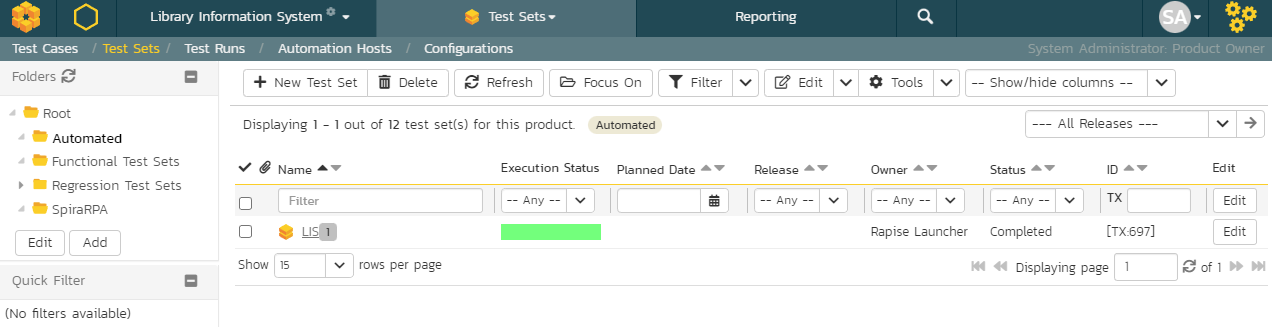 Library Information System Test Sets Reporting SA
Test Cases / Test Sets / Test Runs / Automation Hosts / Configurations System Administrator: Product Owner
Folders
Root
Automated
Functional Test Sets
Regression Test Sets
SpiraRPA
Edit Add
Quick Filter
(No filters available)
New Test Set Delete Refresh Focus On Filter Edit Tools -- Show/hide columns --
Displaying 1 - 1 out of 12 test set(s) for this product. Automated --- All Releases ---
Name Execution Status Planned Date Release Owner Status ID Edit
Filter -- Any -- -- Any -- -- Any -- -- Any -- TX Edit
LIS 1 Rapise Launcher Completed [TX:697] Edit
Show 15 rows per page Displaying page 1 of 1